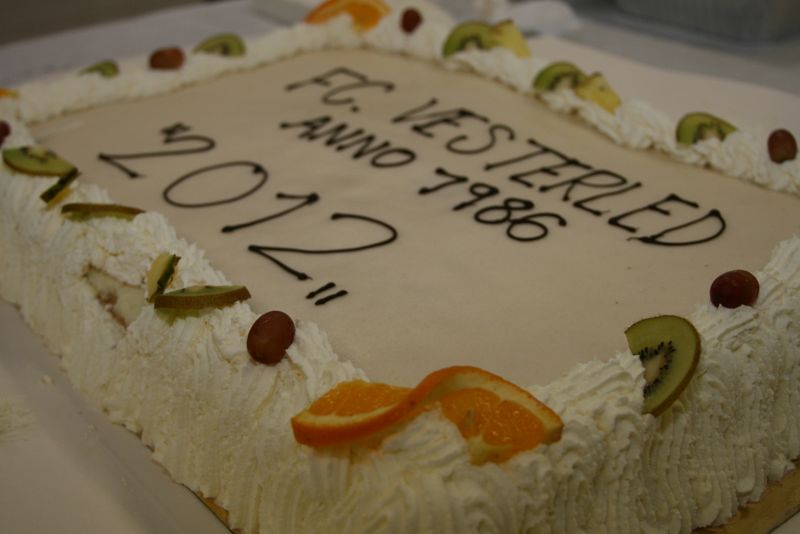 FC. VESTERLED
ANNO 1986
"2012"